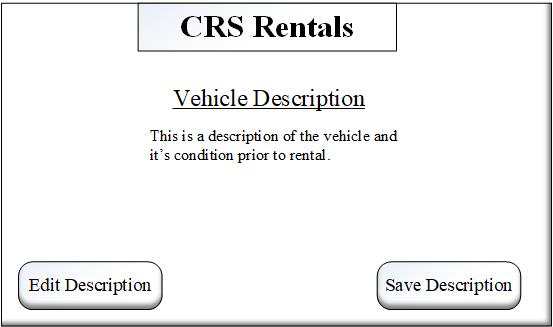 CRS Rentals
Vehicle Description
This is a description of the vehicle and
it’s condition prior to rental.
Edit Description
Save Description